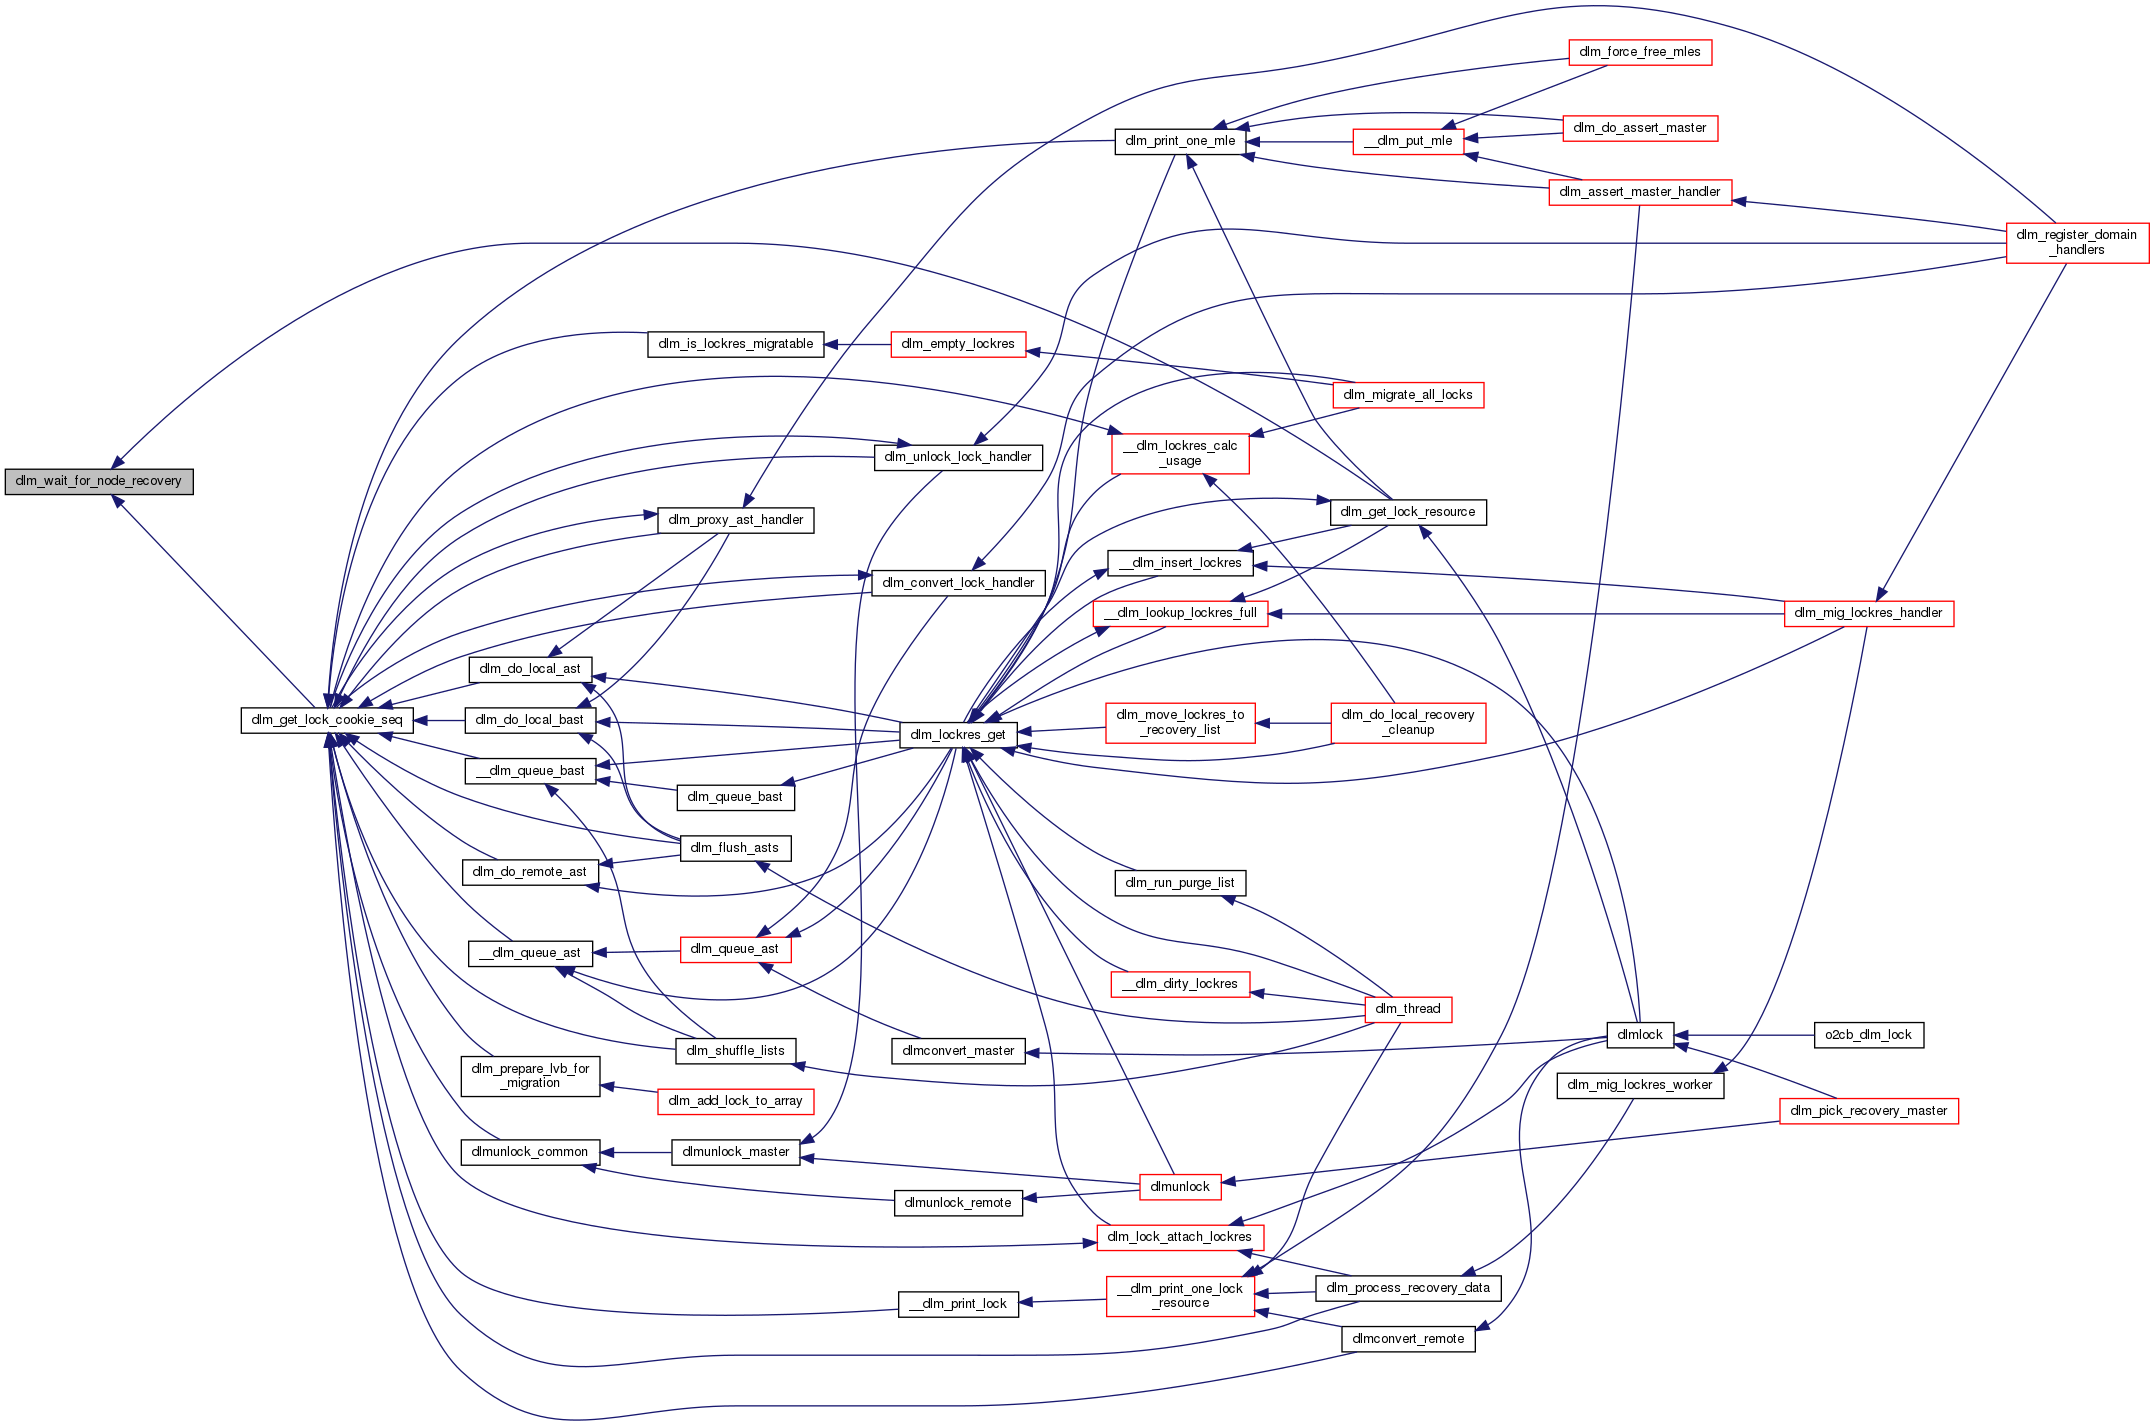 dlm_force_free_mles
dlm_do_assert_master
dlm_print_one_mle
__dlm_put_mle
dlm_assert_master_handler
dlm_register_domain
_handlers
dlm_is_lockres_migratable
dlm_empty_lockres
dlm_migrate_all_locks
__dlm_lockres_calc
_usage
dlm_unlock_lock_handler
dlm_wait_for_node_recovery
dlm_proxy_ast_handler
dlm_get_lock_resource
__dlm_insert_lockres
dlm_convert_lock_handler
__dlm_lookup_lockres_full
dlm_mig_lockres_handler
dlm_do_local_ast
dlm_get_lock_cookie_seq
dlm_do_local_bast
dlm_lockres_get
dlm_move_lockres_to
_recovery_list
dlm_do_local_recovery
_cleanup
__dlm_queue_bast
dlm_queue_bast
dlm_flush_asts
dlm_do_remote_ast
dlm_run_purge_list
__dlm_queue_ast
dlm_queue_ast
__dlm_dirty_lockres
dlm_thread
dlm_shuffle_lists
dlmconvert_master
dlmlock
o2cb_dlm_lock
dlm_prepare_lvb_for
_migration
dlm_mig_lockres_worker
dlm_add_lock_to_array
dlm_pick_recovery_master
dlmunlock_common
dlmunlock_master
dlmunlock
dlmunlock_remote
dlm_lock_attach_lockres
__dlm_print_one_lock
_resource
dlm_process_recovery_data
__dlm_print_lock
dlmconvert_remote